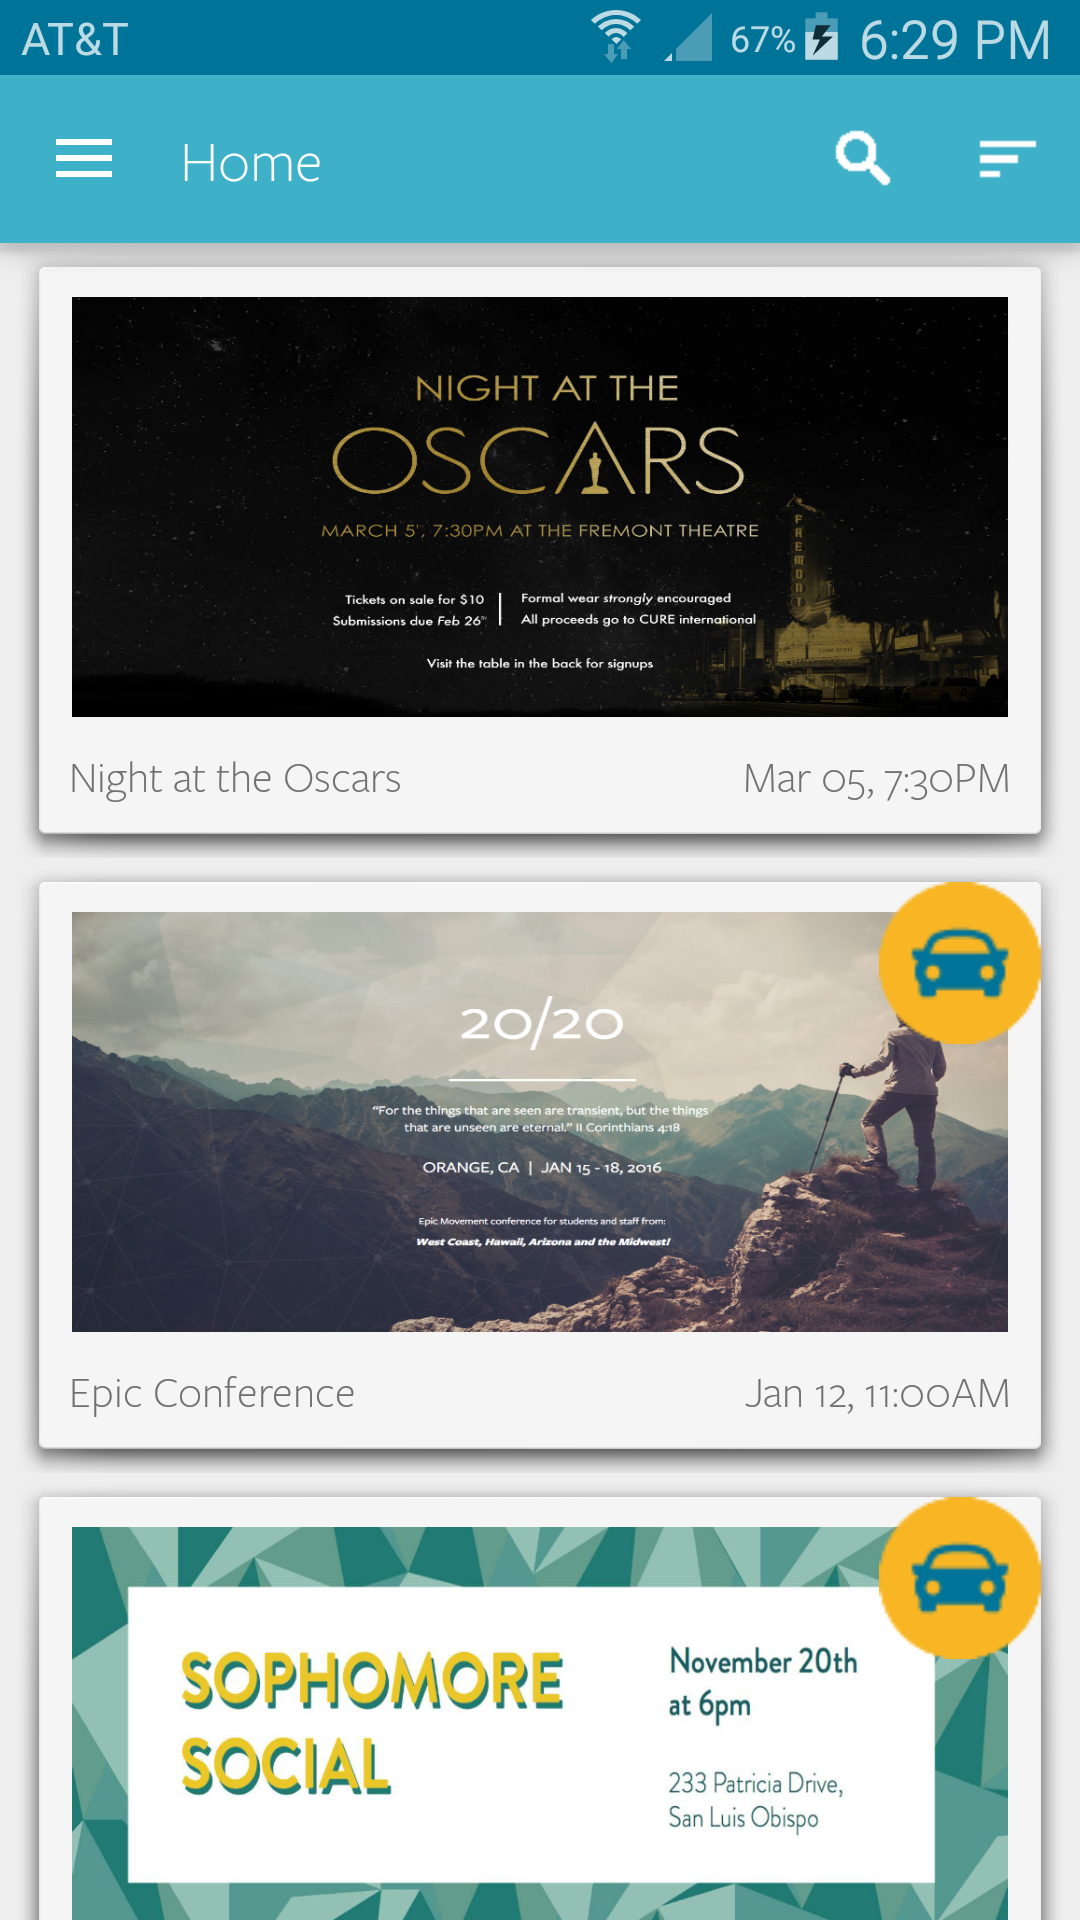 AT&T 67% 6:29 PM
Home
NIGHT AT THE
OSCARS
MARCH 5th, 7:30PM AT THE FREMONT THEATRE
Tickets on sale for $10
Submissions due Feb 26TH
Formal wear strongly encouraged
All proceeds go to CURE international
Visit the table in the back for signups
FREMONT
Night at the Oscars Mar 05, 7:30PM
20/20
“For the things that are seen are transient, but the things
that are unseen are eternal.” II Corinthians 4:18
ORANGE, CA | JAN 15 - 18, 2016
Epic Movement conference for students and staff from:
West Coast, Hawaii, Arizona and the Midwest!
Epic Conference Jan 12, 11:00AM
SOPHOMORE
SOCIAL
November 20th
at 6pm
233 Patricia Drive,
San Luis Obispo